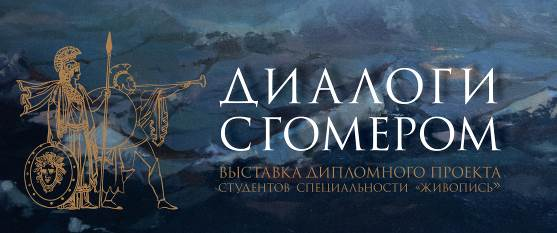 ДИАЛОГИ
С ГОМЕРОМ
ВЫСТАВКА ДИПЛОМНОГО ПРОЕКТА
СТУДЕНТОВ СПЕЦИАЛЬНОСТИ «ЖИВОПИСЬ»